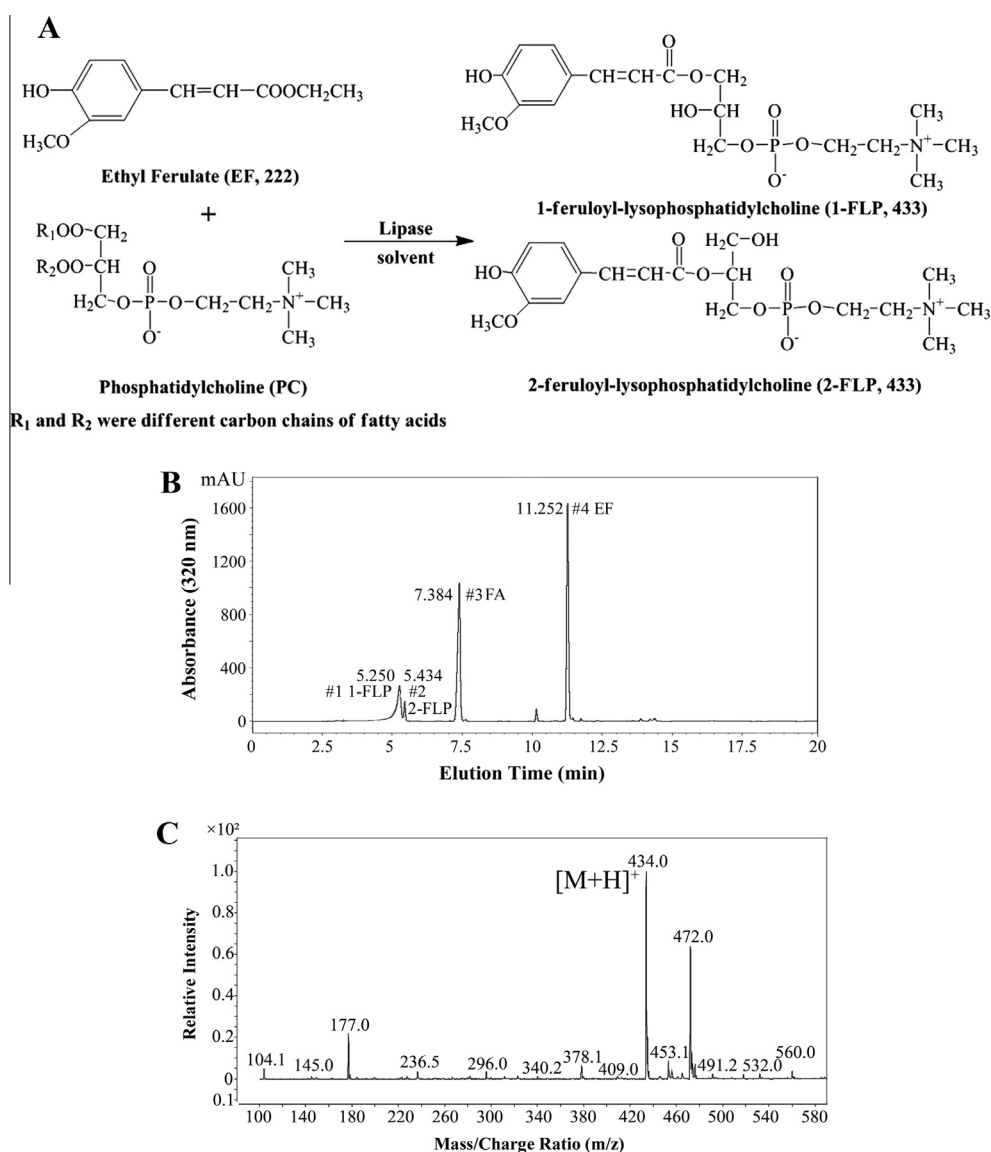 A
HO
H₃CO
CH=CH—COOCH₂CH₃
Ethyl Ferulate (EF, 222)
+
R₁OO—CH₂
R₂OO—CH
O
H₂C—O—P—O—CH₂—CH₂—N⁺—CH₃
CH₃
CH₃
O⁻
Phosphatidylcholine (PC)
R₁ and R₂ were different carbon chains of fatty acids
Lipase
solvent
O
HO
CH=CH—C—O—CH₂
H₃CO
HO—CH
O
CH₃
H₂C—O—P—O—CH₂—CH₂—N⁺—CH₃
O⁻
CH₃
1-feruloyl-lysophosphatidylcholine (1-FLP, 433)
O
H₂C—OH
HO
CH=CH—C—O—CH
H₃CO
O
CH₃
H₂C—O—P—O—CH₂—CH₂—N⁺—CH₃
O⁻
CH₃
2-feruloyl-lysophosphatidylcholine (2-FLP, 433)
B
mAU
Absorbance (320 nm)
1600
1200
800
400
0
11.252 #4 EF
7.384 #3FA
5.250 5.434
#1 1-FLP #2
2-FLP
0 2.5 5 7.5 10 12.5 15 17.5 20
Elution Time (min)
C
×10²
Relative Intensity
1.0
0.8
0.6
0.4
0.2
0
0.1
[M+H]⁺
434.0
472.0
177.0
104.1
145.0
236.5
296.0
340.2
378.1
409.0
453.1
491.2
532.0
560.0
100 140 180 220 260 300 340 380 420 460 500 540 580
Mass/Charge Ratio (m/z)